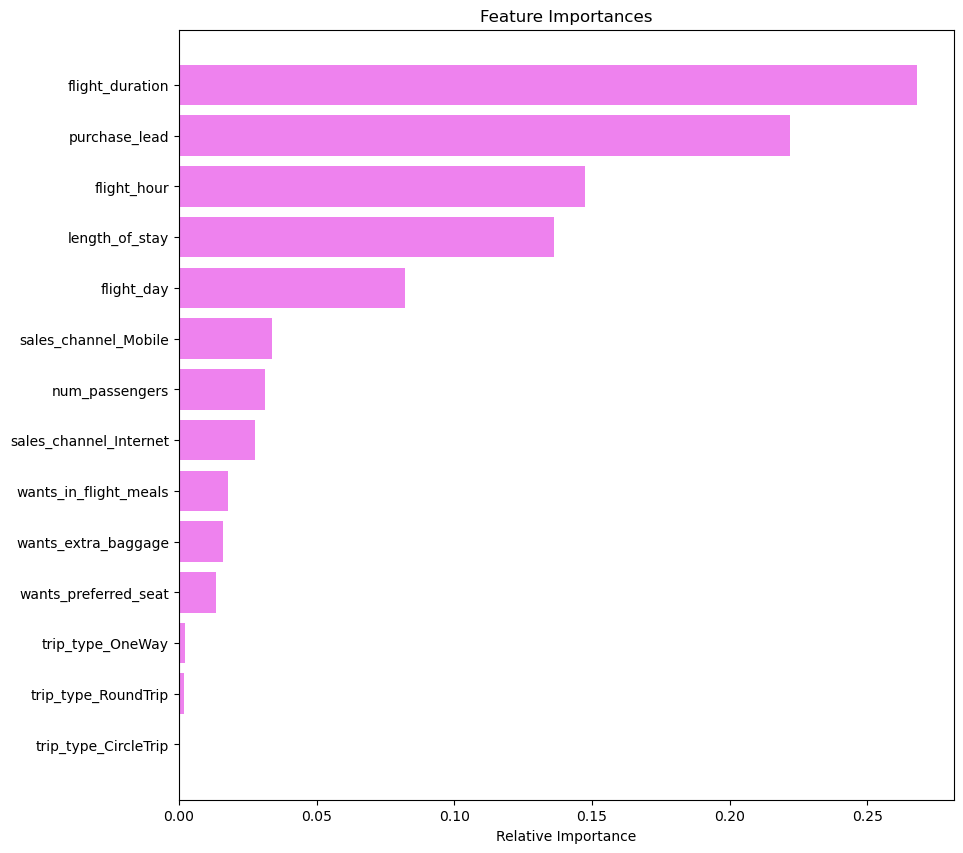 Feature Importances
flight_duration
purchase_lead
flight_hour
length_of_stay
flight_day
sales_channel_Mobile
num_passengers
sales_channel_Internet
wants_in_flight_meals
wants_extra_baggage
wants_preferred_seat
trip_type_OneWay
trip_type_RoundTrip
trip_type_CircleTrip
0.00 0.05 0.10 0.15 0.20 0.25
Relative Importance